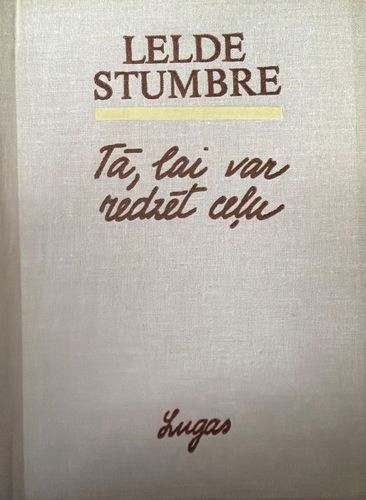 LELDE
STUMBRE
Tā, lai var
redzēt ceļu
Lugas